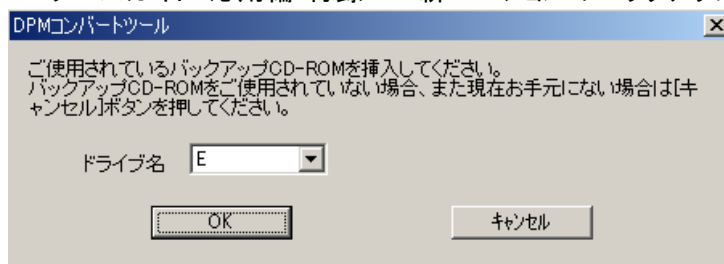 DPMコンバートツール
ご使用されているバックアップCD-ROMを挿入してください。
バックアップCD-ROMをご使用されていない場合、また現在お手元にない場合は[キ
ャンセル]ボタンを押してください。
ドライブ名 E
OK キャンセル